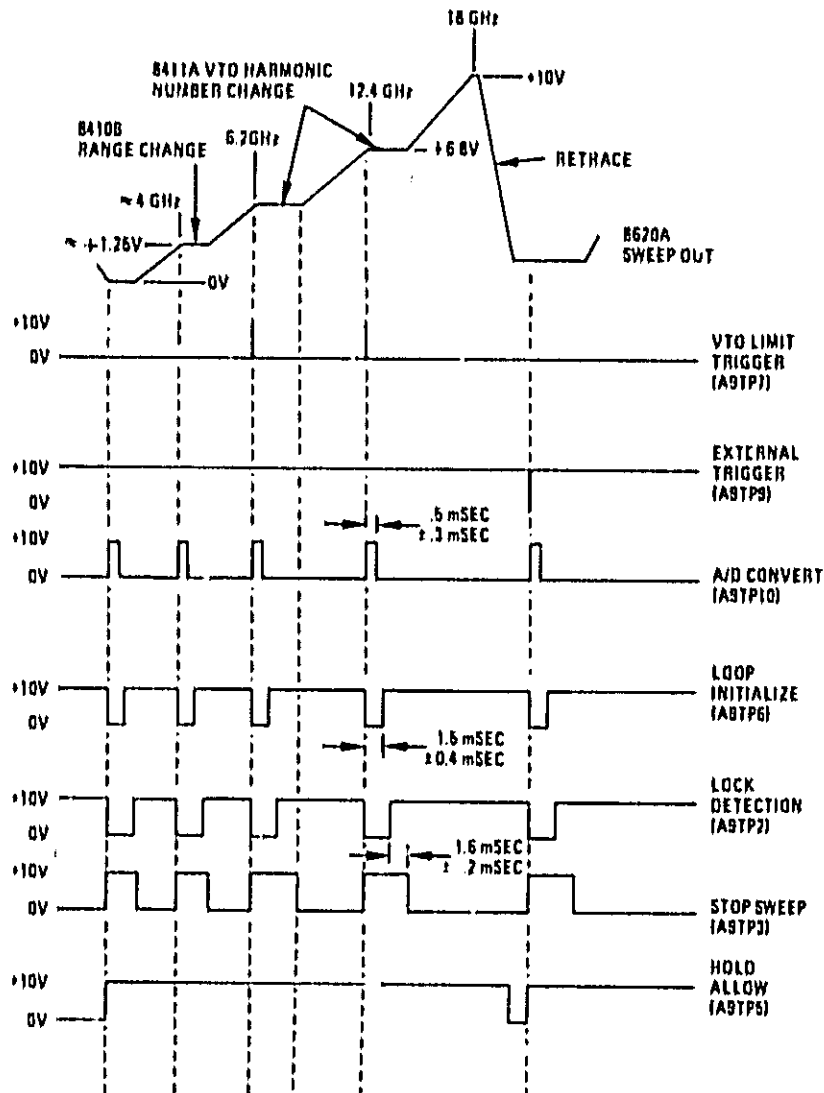 18 GHz
8411A VTO HARMONIC
NUMBER CHANGE
12.4 GHz
+10V
8410B
RANGE CHANGE
6.2GHz
+6.8V
RETRACE
≈ 4 GHz
≈ +1.25V
8620A
SWEEP OUT
0V
+10V
0V
VTO LIMIT
TRIGGER
(A9TP7)
+10V
0V
EXTERNAL
TRIGGER
(A9TP9)
.5 mSEC
± .3 mSEC
+10V
0V
A/D CONVERT
(A9TP10)
+10V
0V
LOOP
INITIALIZE
(A9TP6)
1.5 mSEC
±0.4 mSEC
+10V
0V
LOCK
DETECTION
(A9TP2)
1.6 mSEC
± .2 mSEC
+10V
0V
STOP SWEEP
(A9TP3)
+10V
0V
HOLD
ALLOW
(A9TP5)